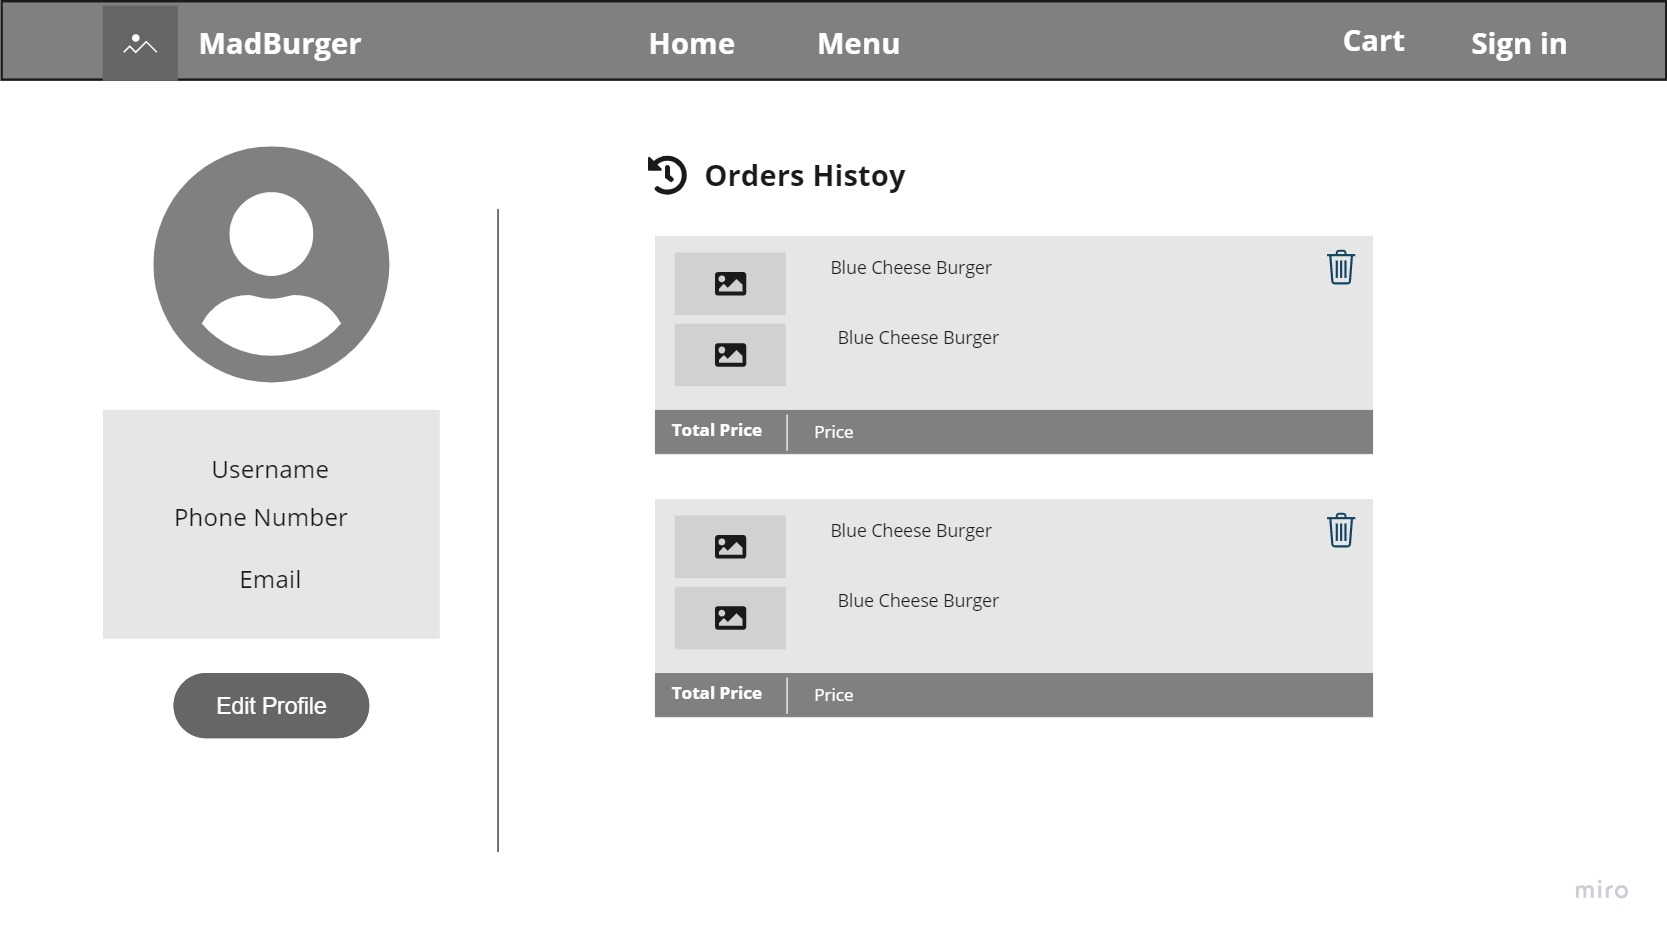 MadBurger
Home
Menu
Cart
Sign in
Orders Histoy
Blue Cheese Burger
Blue Cheese Burger
Total Price
Price
Blue Cheese Burger
Blue Cheese Burger
Total Price
Price
Username
Phone Number
Email
Edit Profile
miro